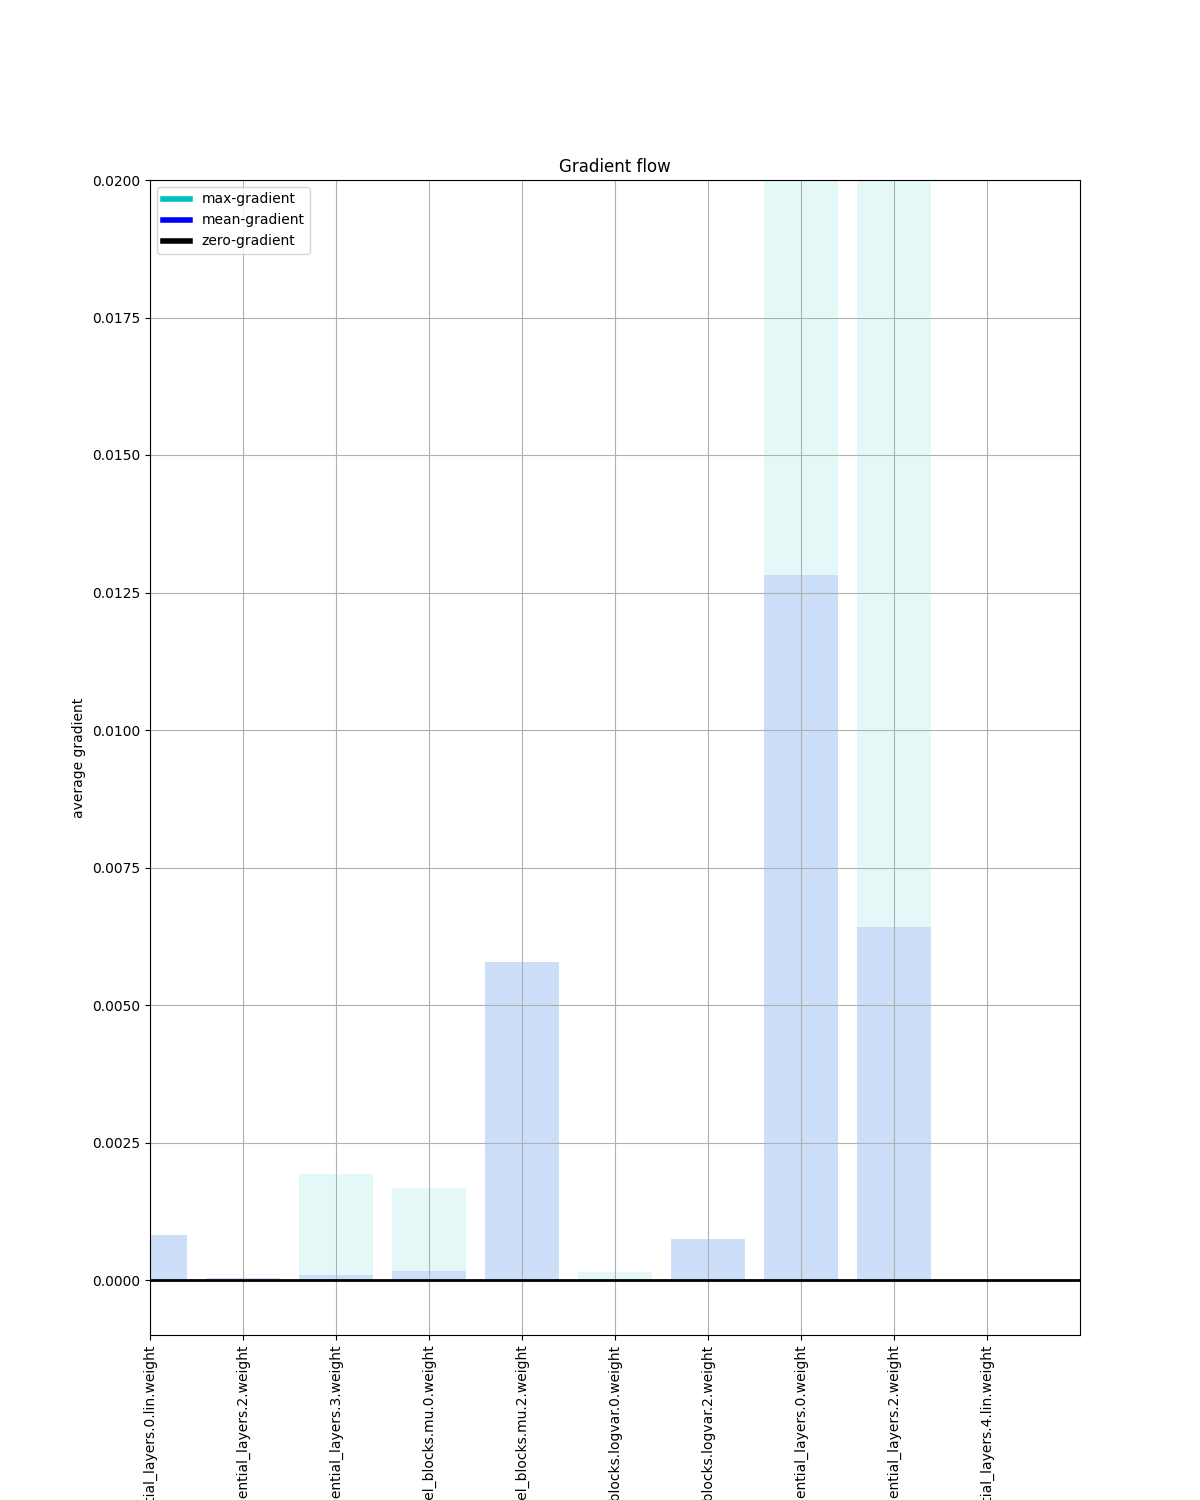 Gradient flow
max-gradient
mean-gradient
zero-gradient
0.0200
0.0175
0.0150
0.0125
0.0100
0.0075
0.0050
0.0025
0.0000
average gradient
tial_layers.0.lin.weight
ential_layers.2.weight
ential_layers.3.weight
el_blocks.mu.0.weight
el_blocks.mu.2.weight
blocks.logvar.0.weight
blocks.logvar.2.weight
ential_layers.0.weight
ential_layers.2.weight
tial_layers.4.lin.weight